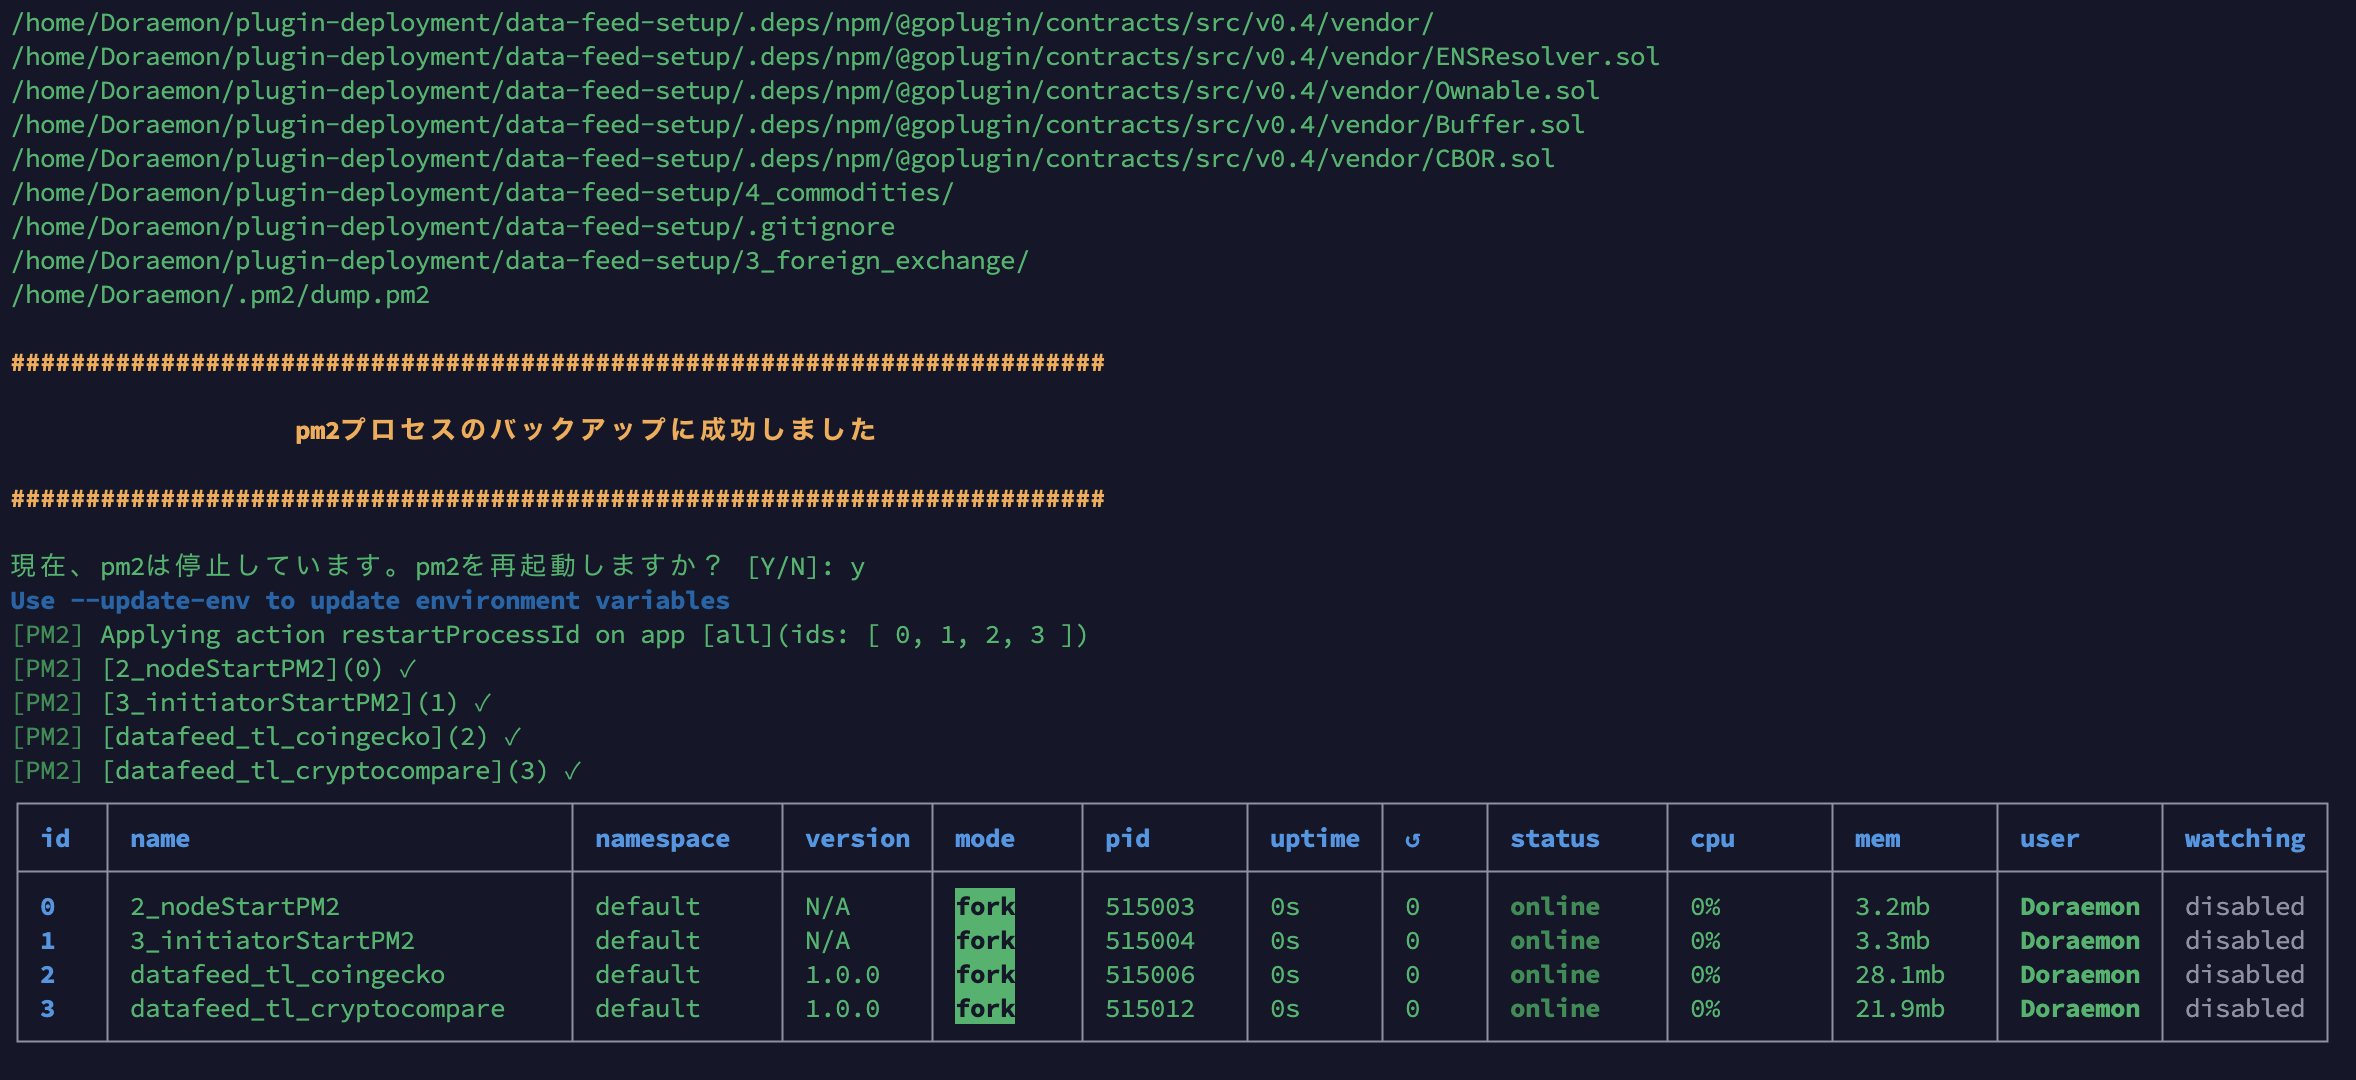 /home/Doraemon/plugin-deployment/data-feed-setup/.deps/npm/@goplugin/contracts/src/v0.4/vendor/
/home/Doraemon/plugin-deployment/data-feed-setup/.deps/npm/@goplugin/contracts/src/v0.4/vendor/ENSResolver.sol
/home/Doraemon/plugin-deployment/data-feed-setup/.deps/npm/@goplugin/contracts/src/v0.4/vendor/Ownable.sol
/home/Doraemon/plugin-deployment/data-feed-setup/.deps/npm/@goplugin/contracts/src/v0.4/vendor/Buffer.sol
/home/Doraemon/plugin-deployment/data-feed-setup/.deps/npm/@goplugin/contracts/src/v0.4/vendor/CBOR.sol
/home/Doraemon/plugin-deployment/data-feed-setup/4_commodities/
/home/Doraemon/plugin-deployment/data-feed-setup/.gitignore
/home/Doraemon/plugin-deployment/data-feed-setup/3_foreign_exchange/
/home/Doraemon/.pm2/dump.pm2
#########################################################################
pm2プロセスのバックアップに成功しました
#########################################################################
現在、pm2は停止しています。pm2を再起動しますか？ [Y/N]: y
Use --update-env to update environment variables
[PM2] Applying action restartProcessId on app [all](ids: [ 0, 1, 2, 3 ])
[PM2] [2_nodeStartPM2](0) ✓
[PM2] [3_initiatorStartPM2](1) ✓
[PM2] [datafeed_tl_coingecko](2) ✓
[PM2] [datafeed_tl_cryptocompare](3) ✓
id name namespace version mode pid uptime ↺ status cpu mem user watching
0 2_nodeStartPM2 default N/A fork 515003 0s 0 online 0% 3.2mb Doraemon disabled
1 3_initiatorStartPM2 default N/A fork 515004 0s 0 online 0% 3.3mb Doraemon disabled
2 datafeed_tl_coingecko default 1.0.0 fork 515006 0s 0 online 0% 28.1mb Doraemon disabled
3 datafeed_tl_cryptocompare default 1.0.0 fork 515012 0s 0 online 0% 21.9mb Doraemon disabled